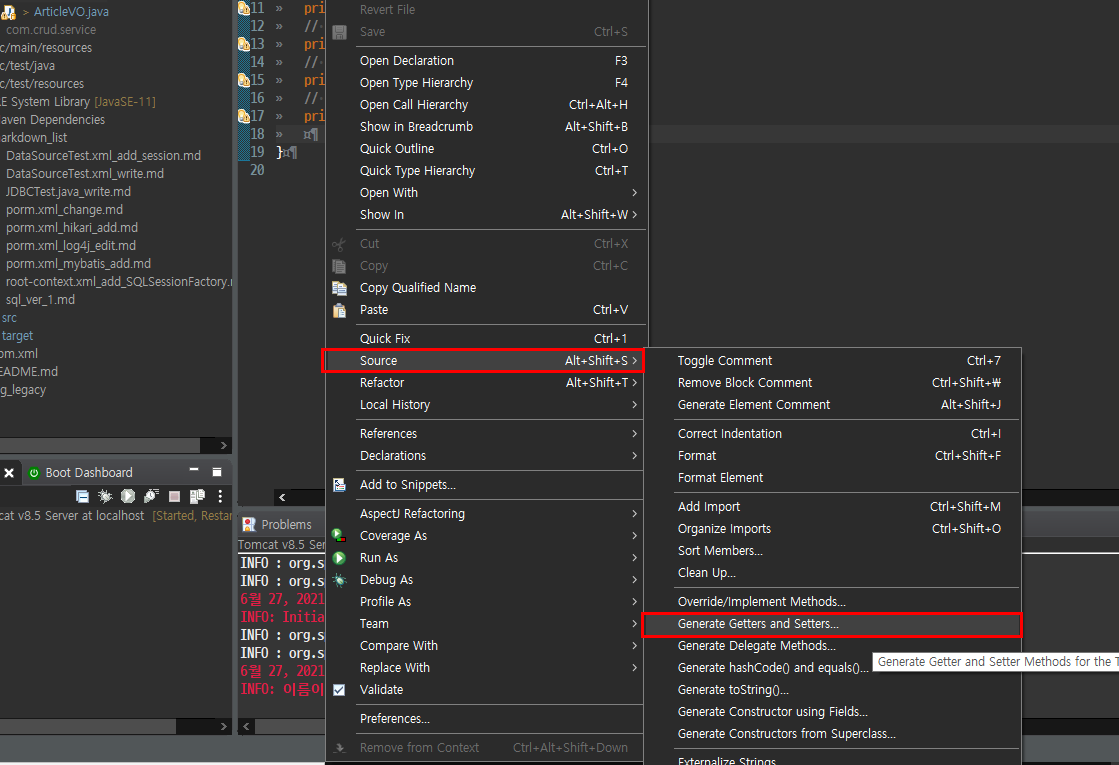 > ArticleVO.java
com.crud.service
c/main/resources
c/test/java
c/test/resources
E System Library [JavaSE-11]
aven Dependencies
arkdown_list
DataSourceTest.xml_add_session.md
DataSourceTest.xml_write.md
JDBCTest.java_write.md
porm.xml_change.md
porm.xml_hikari_add.md
porm.xml_log4j_edit.md
porm.xml_mybatis_add.md
root-context.xml_add_SQLSessionFactory.
sql_ver_1.md
src
target
om.xml
EADME.md
g_legacy
Boot Dashboard
cat v8.5 Server at localhost [Started, Restar
11 » pri
12 » //
13 » pri
14 » //
15 » pri
16 » //
17 » pri
18 » ¤¶
19 }¤¶
20
Problems
Tomcat v8.5 Ser
INFO : org.s
INFO : org.s
6월 27, 2021
INFO: Initia
INFO : org.s
INFO : org.s
6월 27, 2021
INFO: 이름이
Revert File
Save Ctrl+S
Open Declaration F3
Open Type Hierarchy F4
Open Call Hierarchy Ctrl+Alt+H
Show in Breadcrumb Alt+Shift+B
Quick Outline Ctrl+O
Quick Type Hierarchy Ctrl+T
Open With >
Show In Alt+Shift+W >
Cut Ctrl+X
Copy Ctrl+C
Copy Qualified Name
Paste Ctrl+V
Quick Fix Ctrl+1
Source Alt+Shift+S >
Refactor Alt+Shift+T >
Local History >
References >
Declarations >
Add to Snippets...
AspectJ Refactoring >
Coverage As >
Run As >
Debug As >
Profile As >
Team >
Compare With >
Replace With >
Validate
Preferences...
Remove from Context Ctrl+Alt+Shift+Down
Toggle Comment Ctrl+7
Remove Block Comment Ctrl+Shift+₩
Generate Element Comment Alt+Shift+J
Correct Indentation Ctrl+I
Format Ctrl+Shift+F
Format Element
Add Import Ctrl+Shift+M
Organize Imports Ctrl+Shift+O
Sort Members...
Clean Up...
Override/Implement Methods...
Generate Getters and Setters...
Generate Delegate Methods...
Generate hashCode() and equals()...
Generate toString()...
Generate Constructor using Fields...
Generate Constructors from Superclass...
Externalize Strings
Generate Getter and Setter Methods for the T